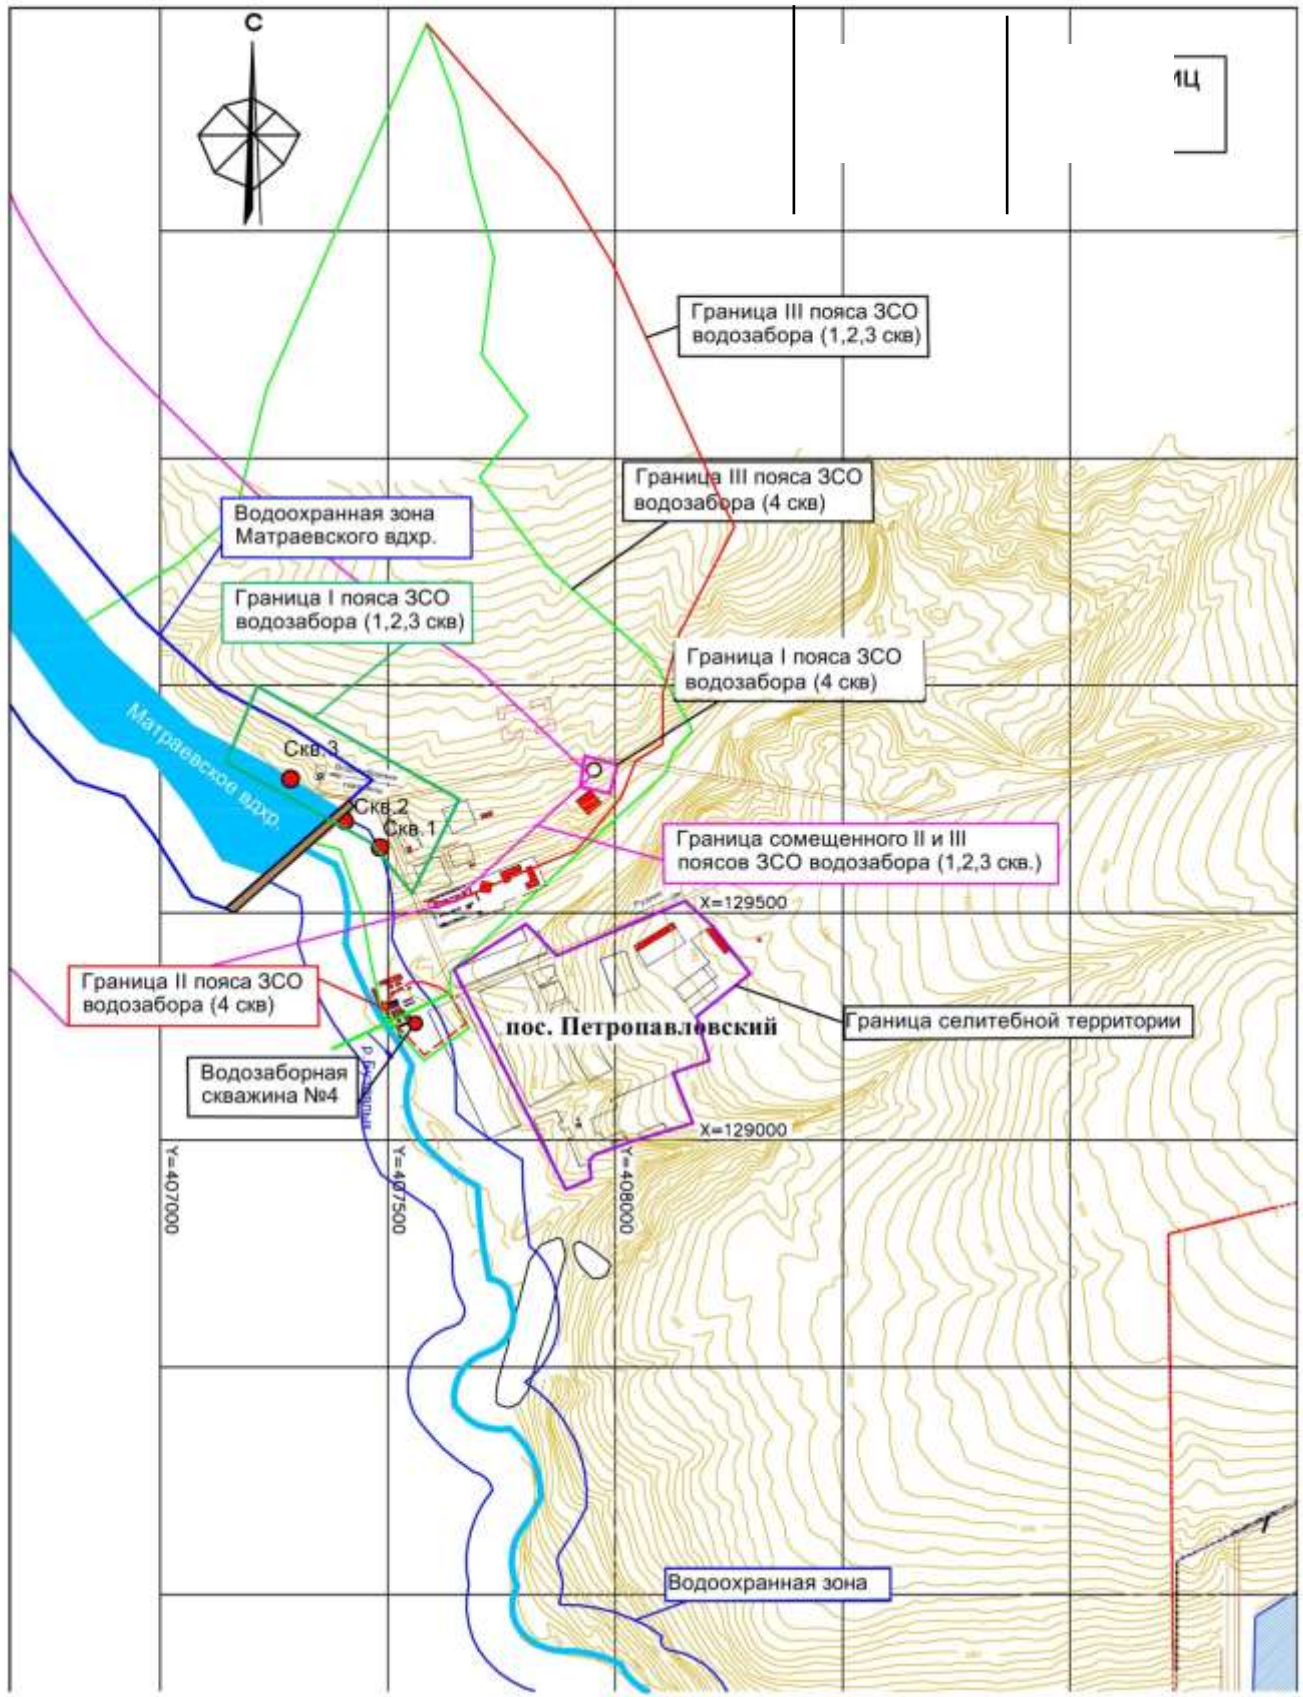 С
ИЦ
Граница III пояса ЗСО
водозабора (1,2,3 скв)
Граница III пояса ЗСО
водозабора (4 скв)
Водоохранная зона
Матраевского вдхр.
Граница I пояса ЗСО
водозабора (1,2,3 скв)
Граница I пояса ЗСО
водозабора (4 скв)
Матраевское вдхр.
Скв.3
Скв.2
Скв.1
Граница сомещенного II и III
поясов ЗСО водозабора (1,2,3 скв.)
X=129500
Граница II пояса ЗСО
водозабора (4 скв)
пос. Петропавловский
Граница селитебной территории
Водозаборная
скважина №4
X=129000
Y=407000
Y=407500
Y=408000
Водоохранная зона